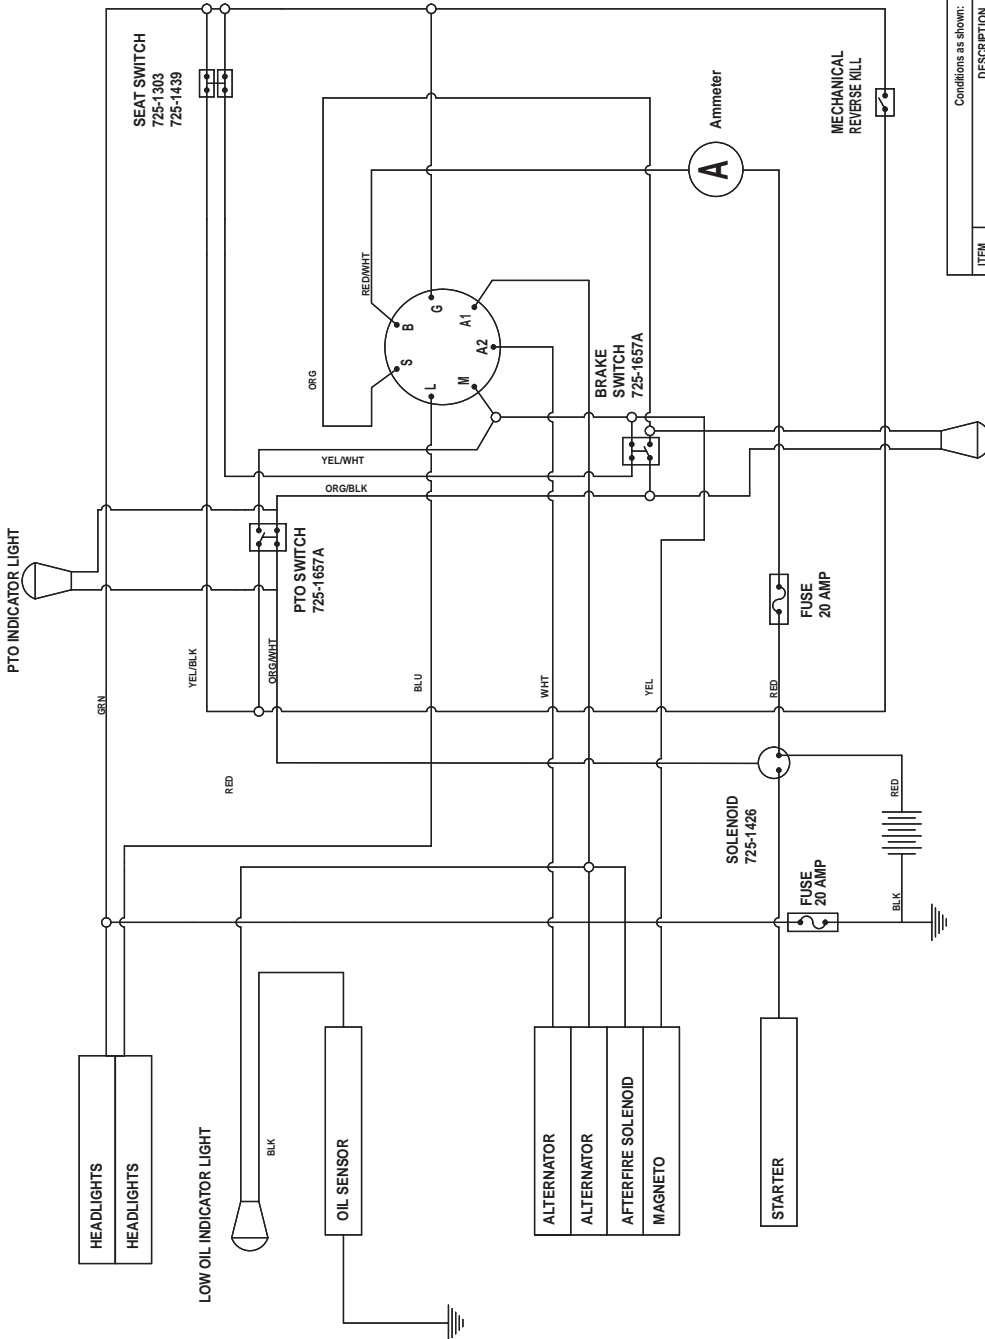 SEAT SWITCH
725-1303
725-1439
Conditions as shown:
DESCRIPTION
ITEM
MECHANICAL
REVERSE KILL
Ammeter
A
RED/WHT
ORG
B
G
S
A1
A2
L
M
BRAKE
SWITCH
725-1657A
YEL/WHT
ORG/BLK
PTO INDICATOR LIGHT
PTO SWITCH
725-1657A
FUSE
20 AMP
GRN
YEL/BLK
ORG/WHT
BLU
WHT
YEL
RED
RED
SOLENOID
725-1426
RED
FUSE
20 AMP
BLK
HEADLIGHTS
HEADLIGHTS
LOW OIL INDICATOR LIGHT
BLK
OIL SENSOR
ALTERNATOR
ALTERNATOR
AFTERFIRE SOLENOID
MAGNETO
STARTER